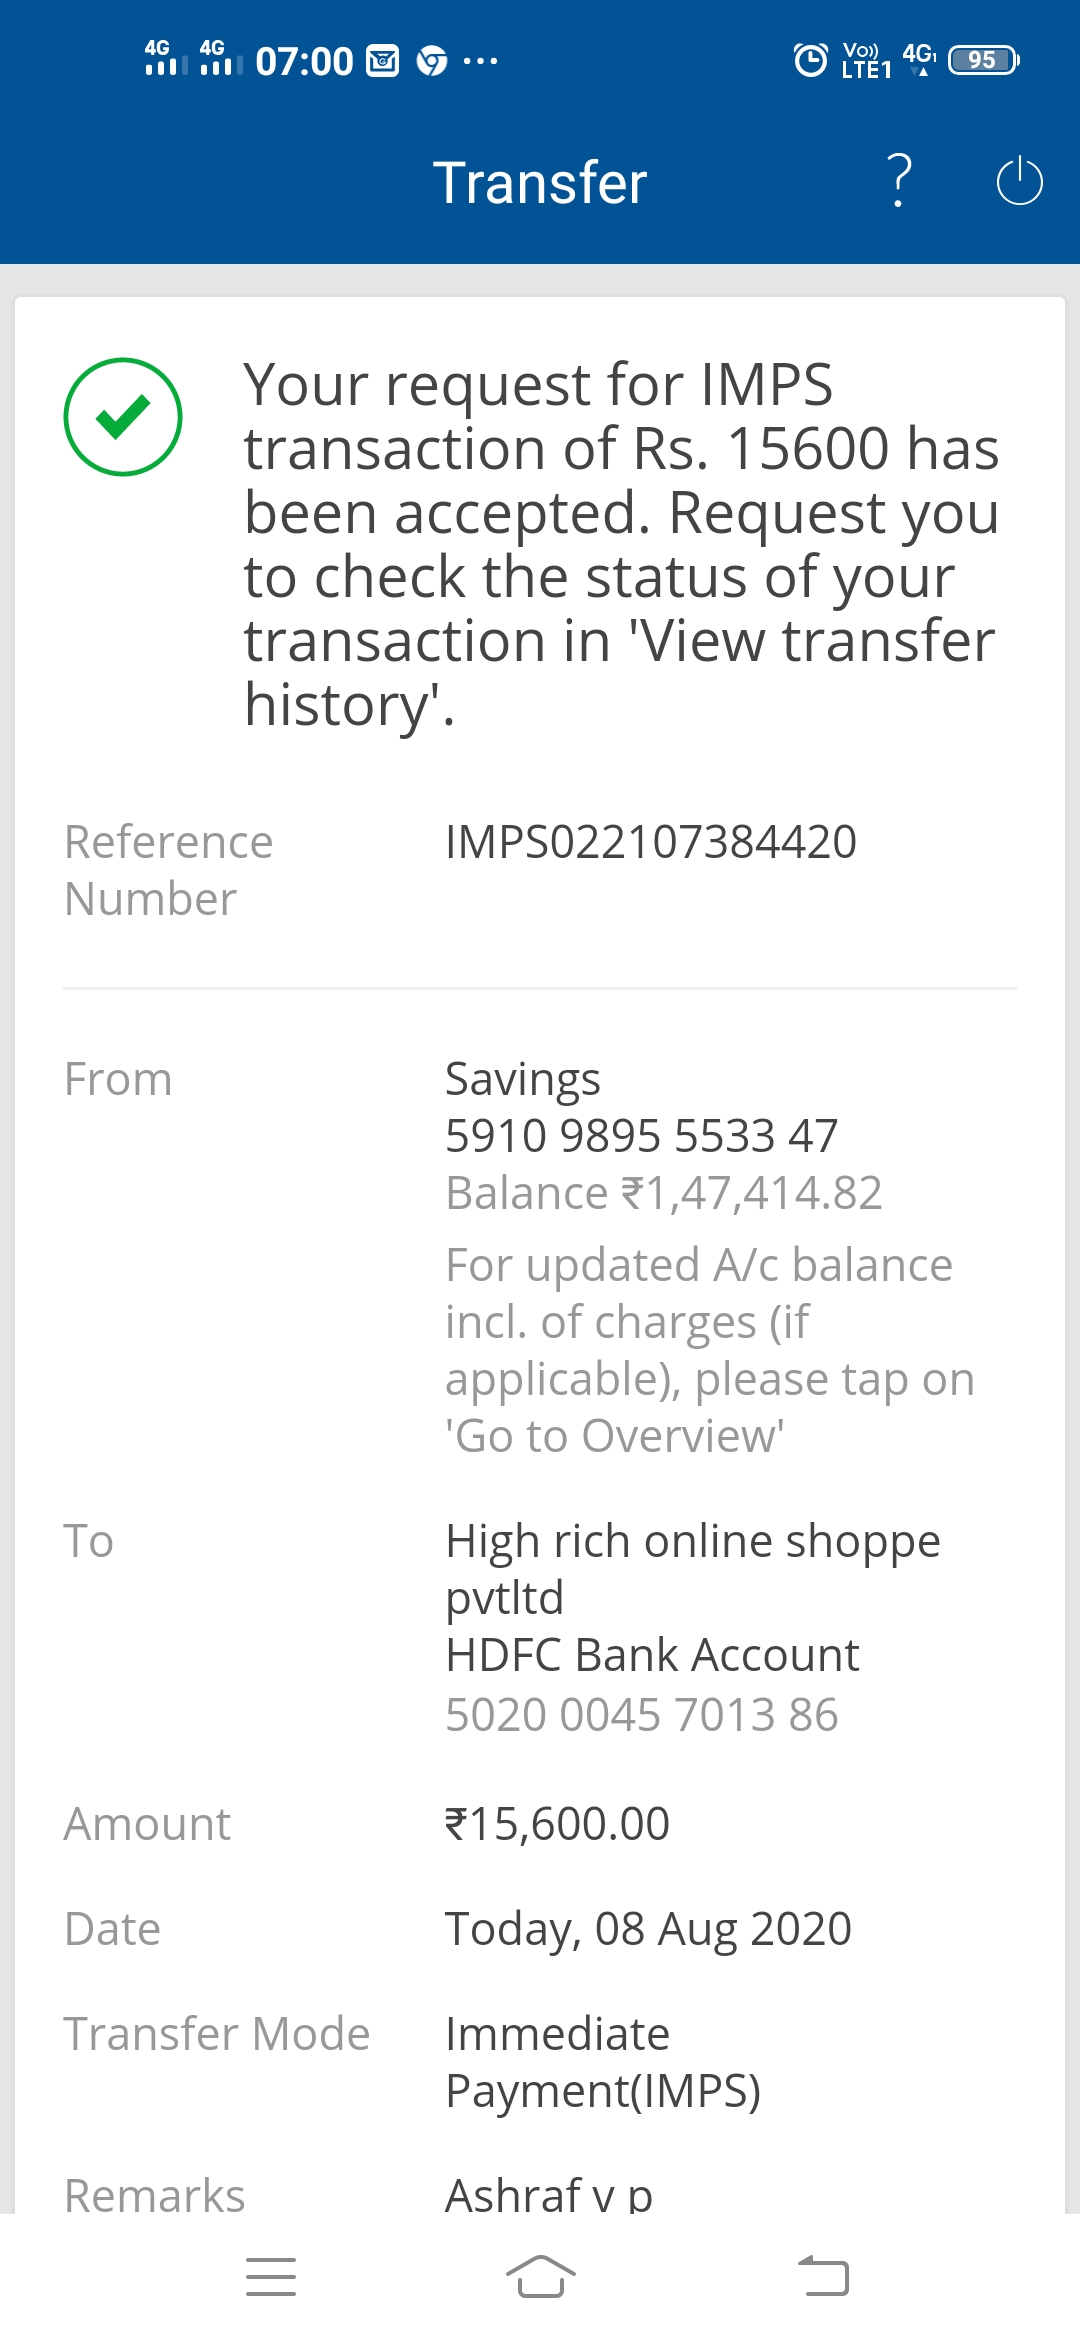 4G 4G 07:00 ... Vo)) LTE1 4G1 95
Transfer ?
Your request for IMPS
transaction of Rs. 15600 has
been accepted. Request you
to check the status of your
transaction in 'View transfer
history'.
Reference IMPS022107384420
Number
From Savings
5910 9895 5533 47
Balance ₹1,47,414.82
For updated A/c balance
incl. of charges (if
applicable), please tap on
'Go to Overview'
To High rich online shoppe
pvtltd
HDFC Bank Account
5020 0045 7013 86
Amount ₹15,600.00
Date Today, 08 Aug 2020
Transfer Mode Immediate
Payment(IMPS)
Remarks Ashraf v p